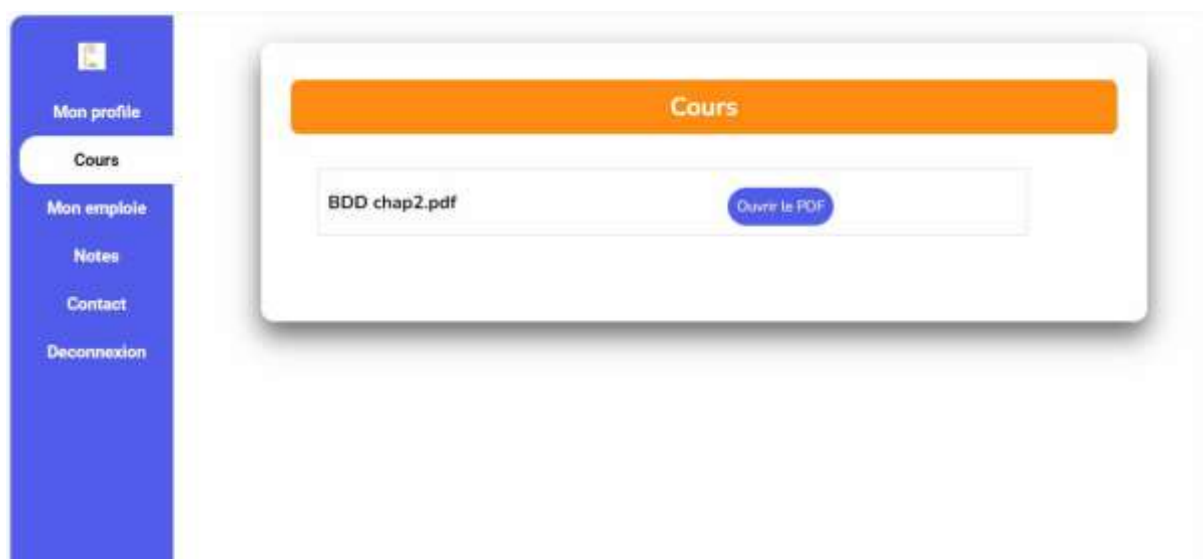 Mon profile
Cours
Mon emploie
Notes
Contact
Deconnexion
Cours
BDD chap2.pdf
Ouvrir le PDF